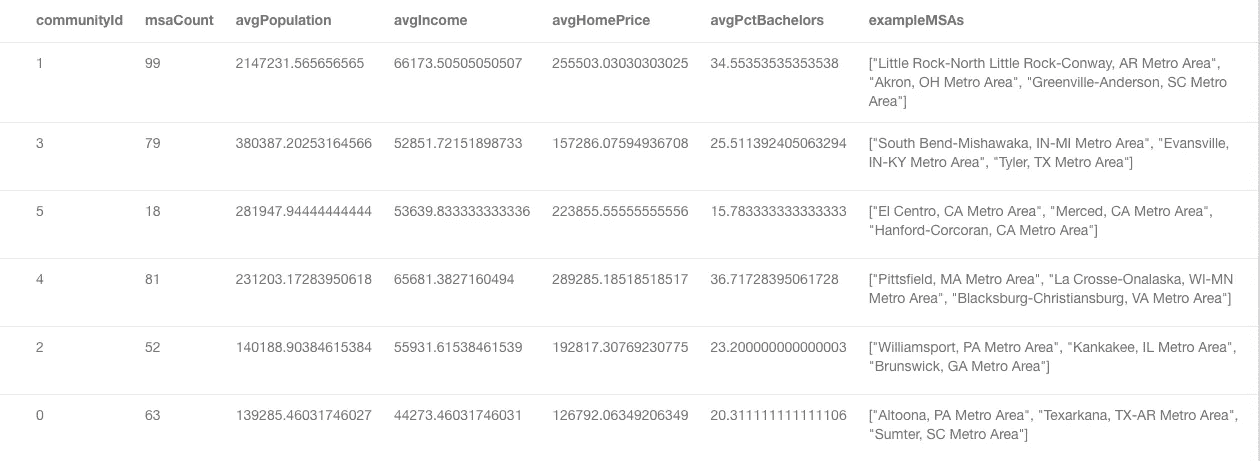 communityId msaCount avgPopulation avgIncome avgHomePrice avgPctBachelors exampleMSAs
1 99 2147231.565656565 66173.50505050507 255503.03030303025 34.55353535353538 ["Little Rock-North Little Rock-Conway, AR Metro Area",
"Akron, OH Metro Area", "Greenville-Anderson, SC Metro
Area"]
3 79 380387.20253164566 52851.72151898733 157286.07594936708 25.511392405063294 ["South Bend-Mishawaka, IN-MI Metro Area", "Evansville,
IN-KY Metro Area", "Tyler, TX Metro Area"]
5 18 281947.94444444444 53639.833333333336 223855.55555555556 15.783333333333333 ["El Centro, CA Metro Area", "Merced, CA Metro Area",
"Hanford-Corcoran, CA Metro Area"]
4 81 231203.17283950618 65681.3827160494 289285.18518518517 36.71728395061728 ["Pittsfield, MA Metro Area", "La Crosse-Onalaska, WI-MN
Metro Area", "Blacksburg-Christiansburg, VA Metro Area"]
2 52 140188.90384615384 55931.61538461539 192817.30769230775 23.200000000000003 ["Williamsport, PA Metro Area", "Kankakee, IL Metro Area",
"Brunswick, GA Metro Area"]
0 63 139285.46031746027 44273.46031746031 126792.06349206349 20.311111111111106 ["Altoona, PA Metro Area", "Texarkana, TX-AR Metro Area",
"Sumter, SC Metro Area"]